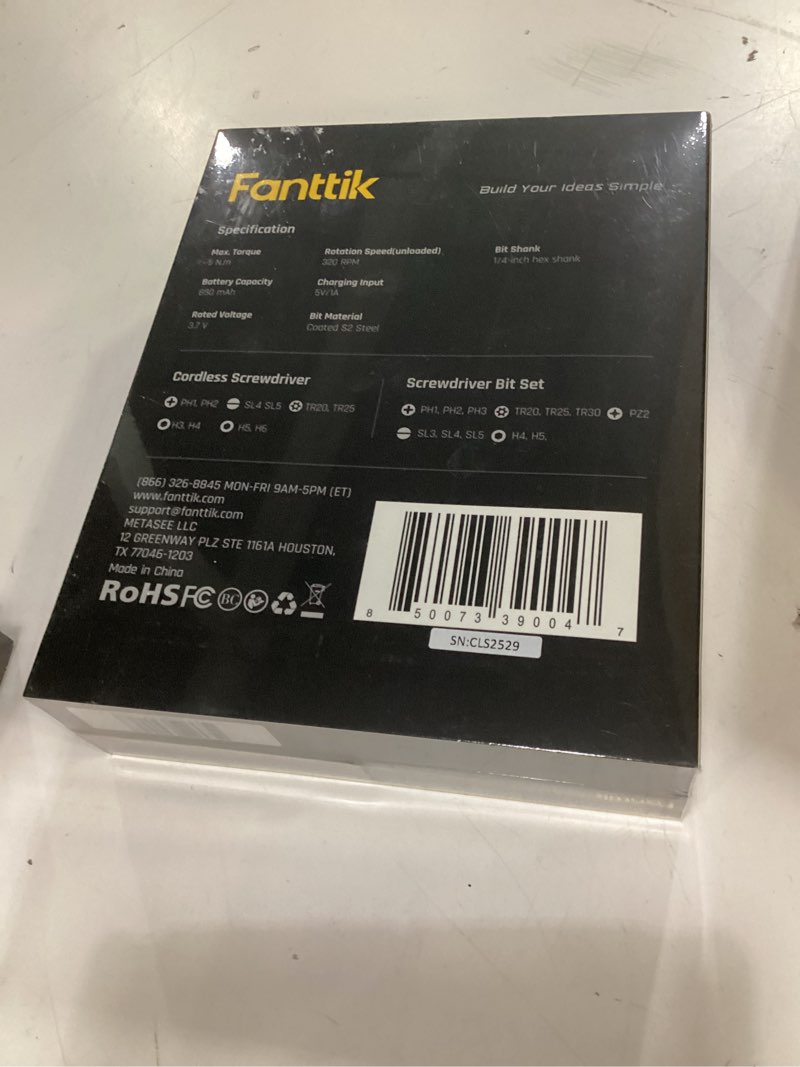 Fanttik
Build Your Ideas Simple
Specification
Max. Torque
5 N.m
Rotation Speed(unloaded)
320 RPM
Bit Shank
1/4-inch hex shank
Battery Capacity
mAh
Charging Input
5V/1A
Rated Voltage
3.7 V
Bit Material
Coated S2 Steel
Cordless Screwdriver
PH1, PH2 SL4 SL5 TR20, TR25
H3, H4 H5, H6
Screwdriver Bit Set
PH1, PH2, PH3 TR20, TR25, TR30 PZ2
SL3, SL4, SL5 H4, H5,
(866) 326-8845 MON-FRI 9AM-5PM (ET)
www.fanttik.com
support@fanttik.com
METASEE LLC
12 GREENWAY PLZ STE 1161A HOUSTON,
TX 77046-1203
Made in China
RoHS FC BC
8 50073 39004 7
SN:CLS2529